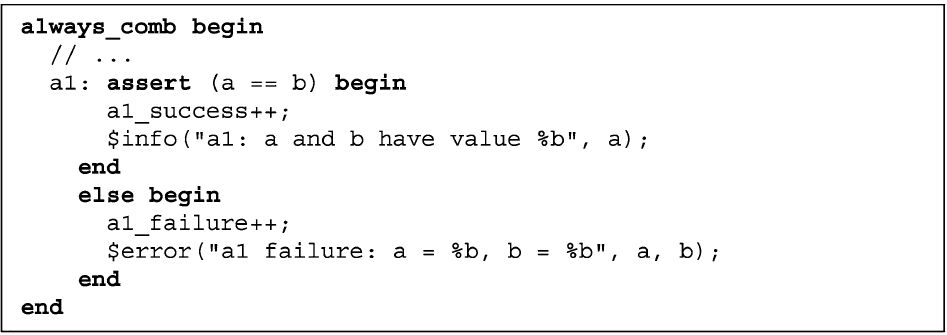 always_comb begin
  // ...
  a1: assert (a == b) begin
      a1_success++;
      $info("a1: a and b have value %b", a);
    end
    else begin
      a1_failure++;
      $error("a1 failure: a = %b, b = %b", a, b);
    end
end